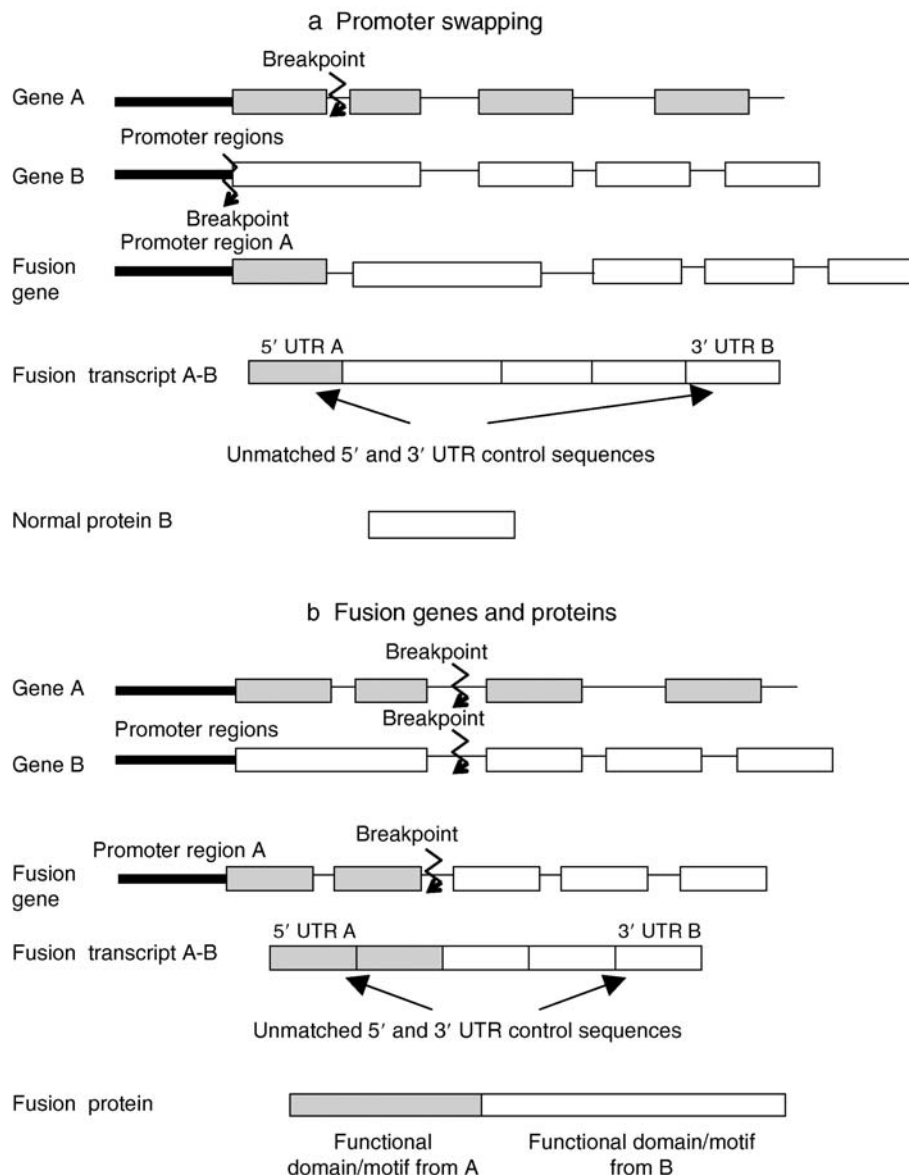 a Promoter swapping
Breakpoint
Gene A
Promoter regions
Gene B
Breakpoint
Promoter region A
Fusion
gene
5′ UTR A
3′ UTR B
Fusion transcript A-B
Unmatched 5′ and 3′ UTR control sequences
Normal protein B
b Fusion genes and proteins
Breakpoint
Gene A
Breakpoint
Promoter regions
Gene B
Breakpoint
Promoter region A
Fusion
gene
5′ UTR A
3′ UTR B
Fusion transcript A-B
Unmatched 5′ and 3′ UTR control sequences
Fusion protein
Functional
domain/motif from A
Functional domain/motif
from B